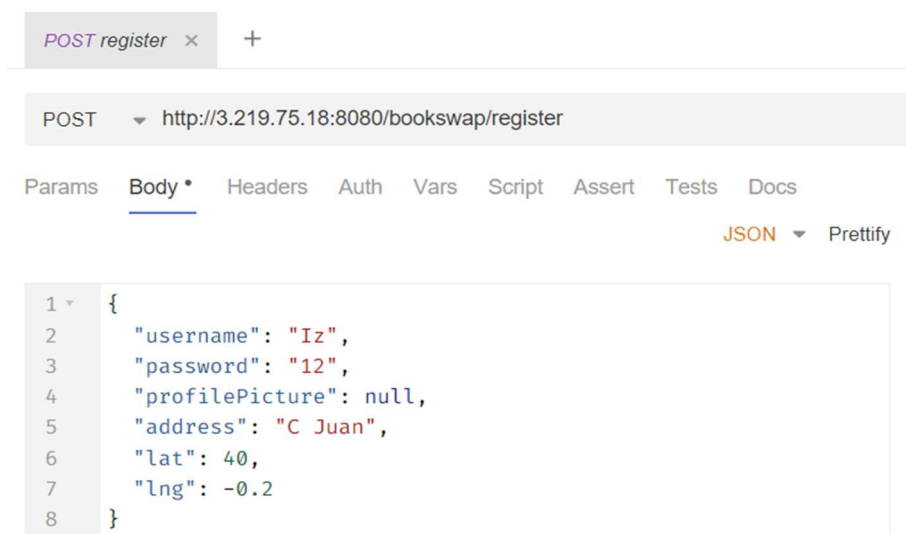 POST register × +
POST http://3.219.75.18:8080/bookswap/register
Params Body • Headers Auth Vars Script Assert Tests Docs
JSON Prettify
1 {
2 "username": "Iz",
3 "password": "12",
4 "profilePicture": null,
5 "address": "C Juan",
6 "lat": 40,
7 "lng": -0.2
8 }